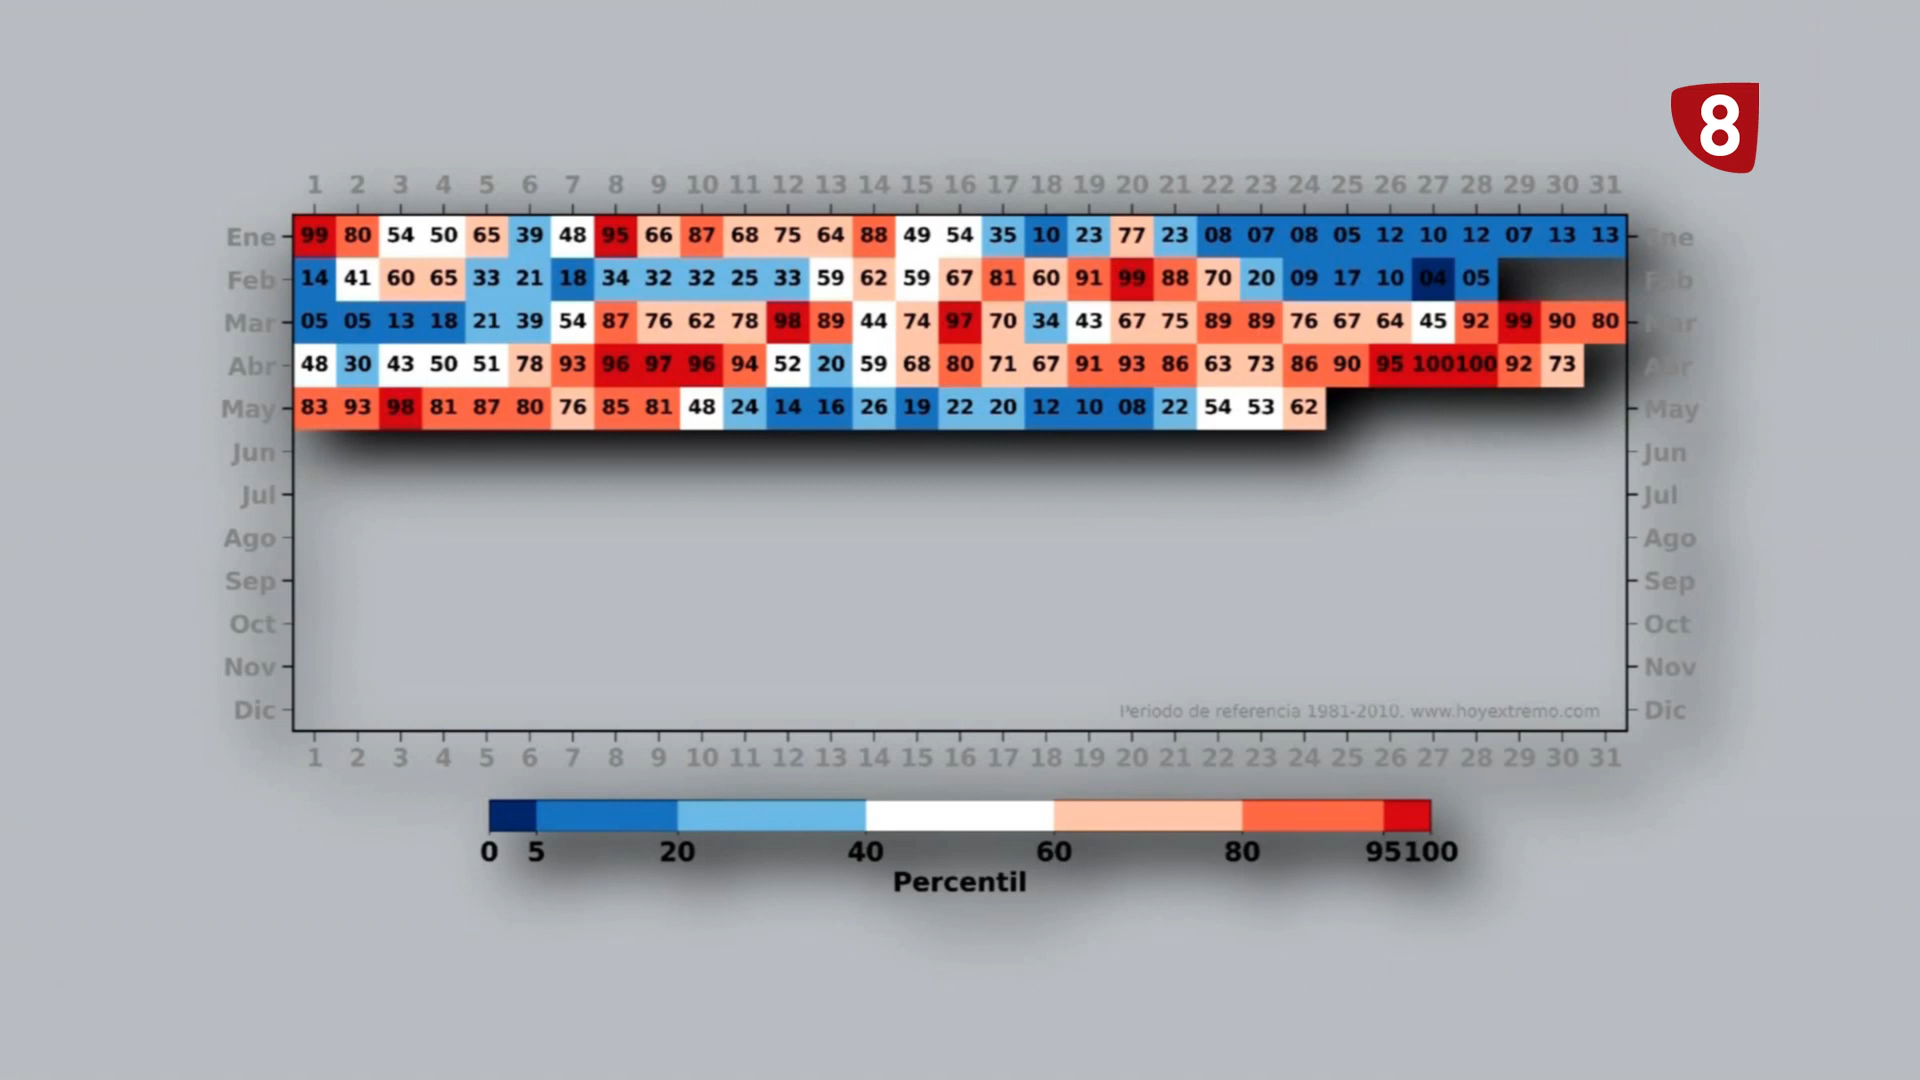 8
1 2 3 4 5 6 7 8 9 10 11 12 13 14 15 16 17 18 19 20 21 22 23 24 25 26 27 28 29 30 31
Ene 99 80 54 50 65 39 48 95 66 87 68 75 64 88 49 54 35 10 23 77 23 08 07 08 05 12 10 12 07 13 13 Ene
Feb 14 41 60 65 33 21 18 34 32 32 25 33 59 62 59 67 81 60 91 99 88 70 20 09 17 10 04 05 Feb
Mar 05 05 13 18 21 39 54 87 76 62 78 98 89 44 74 97 70 34 43 67 75 89 89 76 67 64 45 92 99 90 80 Mar
Abr 48 30 43 50 51 78 93 96 97 96 94 52 20 59 68 80 71 67 91 93 86 63 73 86 90 95 100 100 92 73 Abr
May 83 93 98 81 87 80 76 85 81 48 24 14 16 26 19 22 20 12 10 08 22 54 53 62 May
Jun Jun
Jul Jul
Ago Ago
Sep Sep
Oct Oct
Nov Nov
Dic Periodo de referencia 1981-2010. www.hoyextremo.com Dic
1 2 3 4 5 6 7 8 9 10 11 12 13 14 15 16 17 18 19 20 21 22 23 24 25 26 27 28 29 30 31
0 5 20 40 60 80 95 100
Percentil